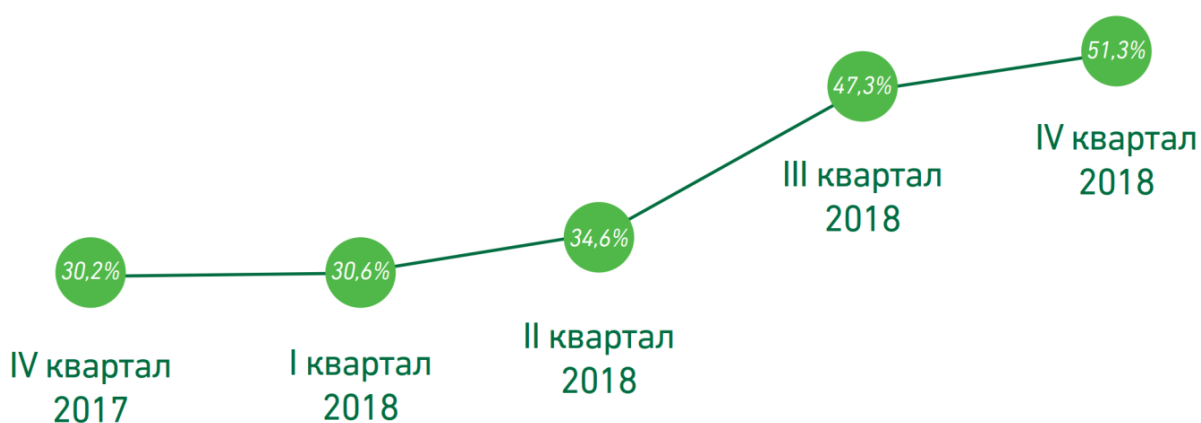 30,2%
IV квартал
2017
30,6%
I квартал
2018
34,6%
II квартал
2018
47,3%
III квартал
2018
51,3%
IV квартал
2018